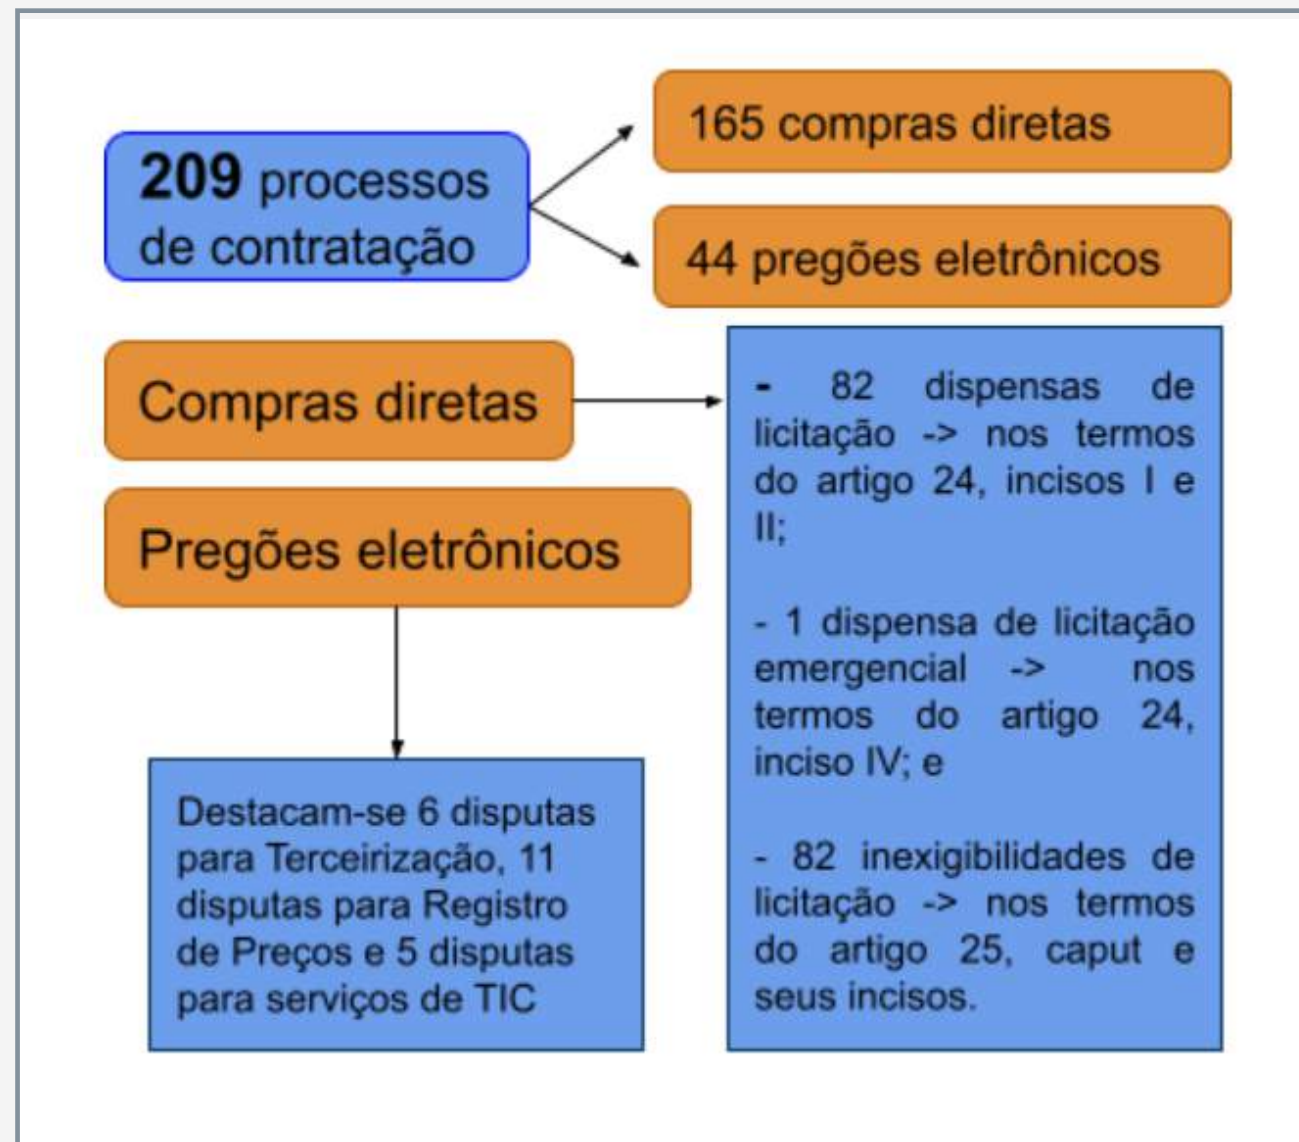 209 processos
de contratação
165 compras diretas
44 pregões eletrônicos
Compras diretas
Pregões eletrônicos
- 82 dispensas de
licitação -> nos termos
do artigo 24, incisos I e
II;
- 1 dispensa de licitação
emergencial -> nos
termos do artigo 24,
inciso IV; e
- 82 inexigibilidades de
licitação -> nos termos
do artigo 25, caput e
seus incisos.
Destacam-se 6 disputas
para Terceirização, 11
disputas para Registro
de Preços e 5 disputas
para serviços de TIC